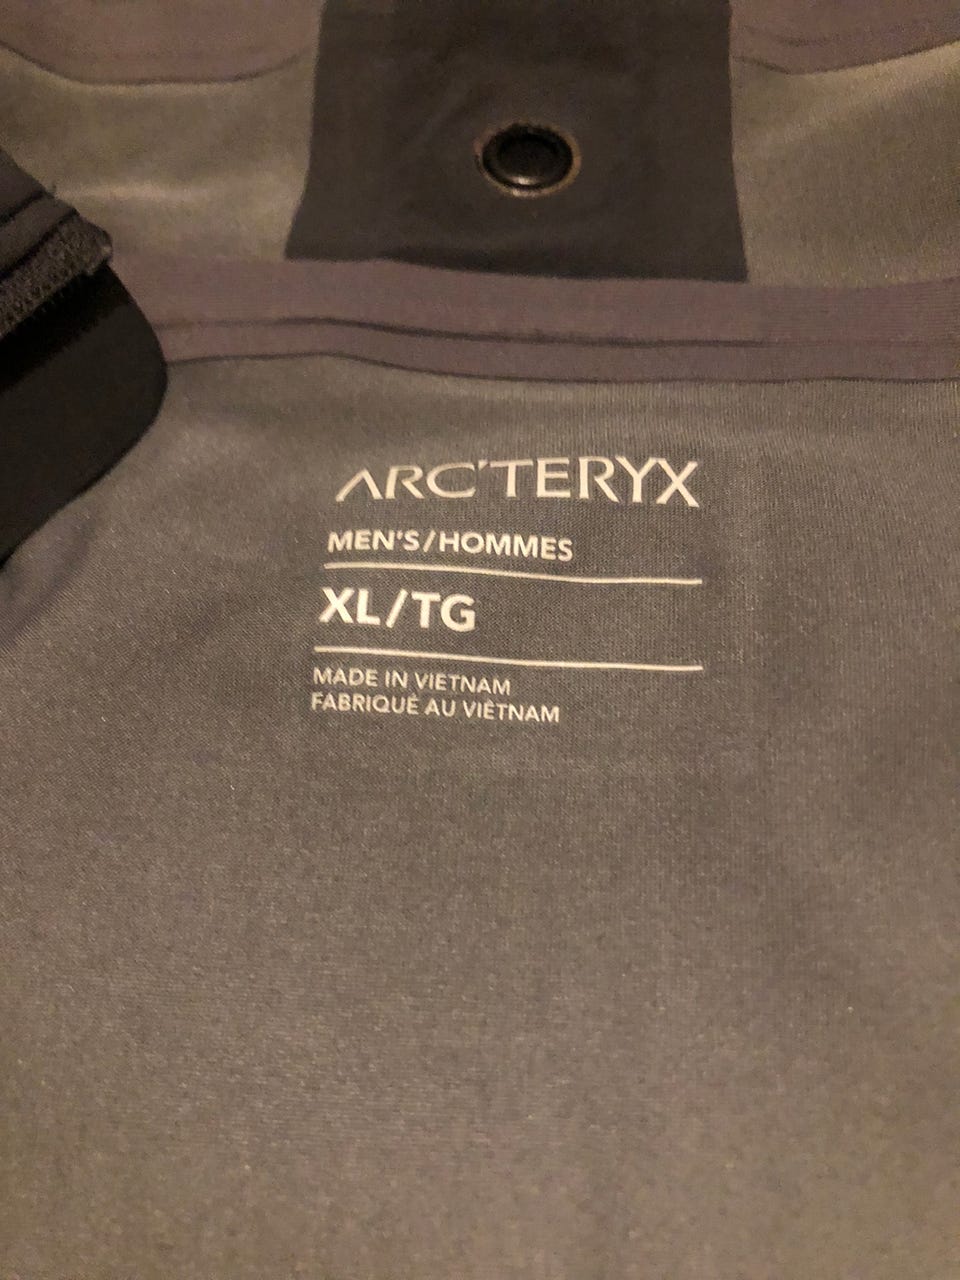 ARC'TERYX
MEN'S/HOMMES
XL/TG
MADE IN VIETNAM
FABRIQUÉ AU VIÊTNAM